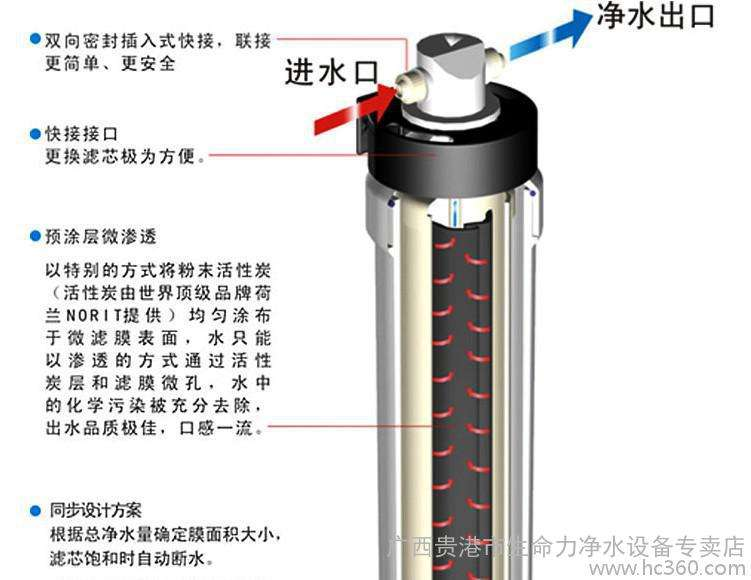 净水出口
双向密封插入式快接，联接
更简单、更安全
进水口
快接接口
更换滤芯极为方便。
预涂层微渗透
以特别的方式将粉末活性炭
（活性炭由世界顶级品牌荷
兰NORIT提供）均匀涂布
于微滤膜表面，水只能
以渗透的方式通过活性
炭层和滤膜微孔，水中
的化学污染被充分去除，
出水品质极佳，口感一流。
同步设计方案
根据总净水量确定膜面积大小，
滤芯饱和时自动断水。
广西贵港市生命力净水设备专卖店
www.hc360.com